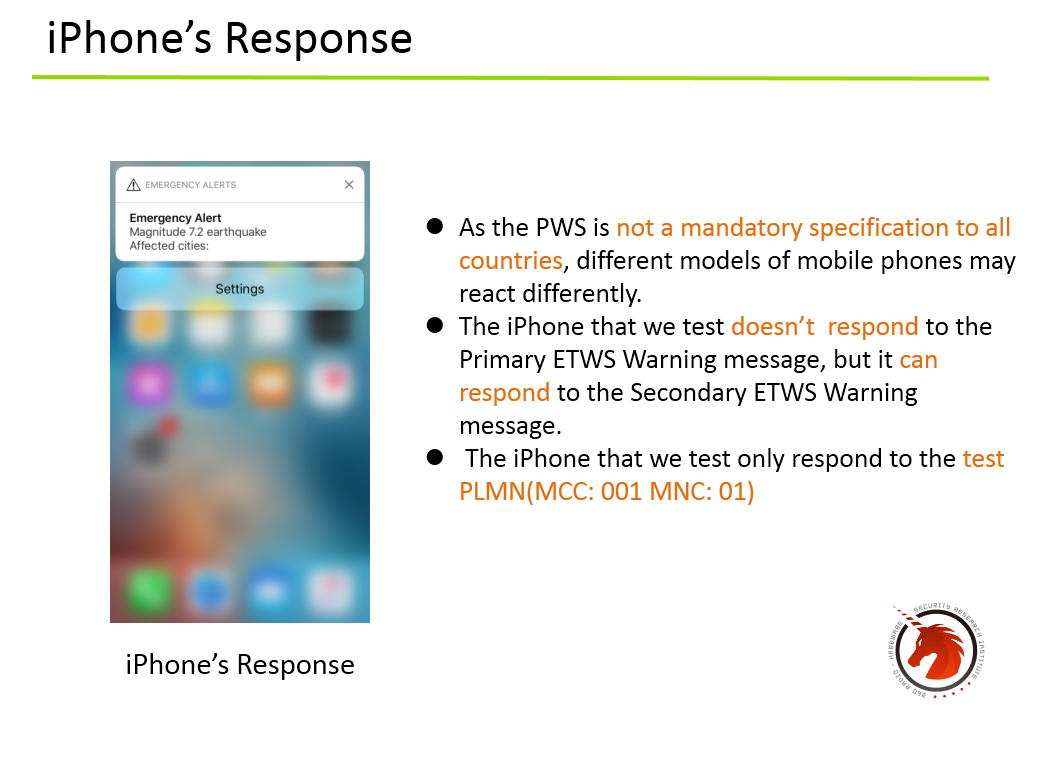 iPhone’s Response
EMERGENCY ALERTS
Emergency Alert
Magnitude 7.2 earthquake
Affected cities:
Settings
iPhone’s Response
As the PWS is not a mandatory specification to all
countries, different models of mobile phones may
react differently.
The iPhone that we test doesn’t  respond to the
Primary ETWS Warning message, but it can
respond to the Secondary ETWS Warning
message.
The iPhone that we test only respond to the test
PLMN(MCC: 001 MNC: 01)
360 RADIO - HARDWARE SECURITY RESEARCH INSTITUTE